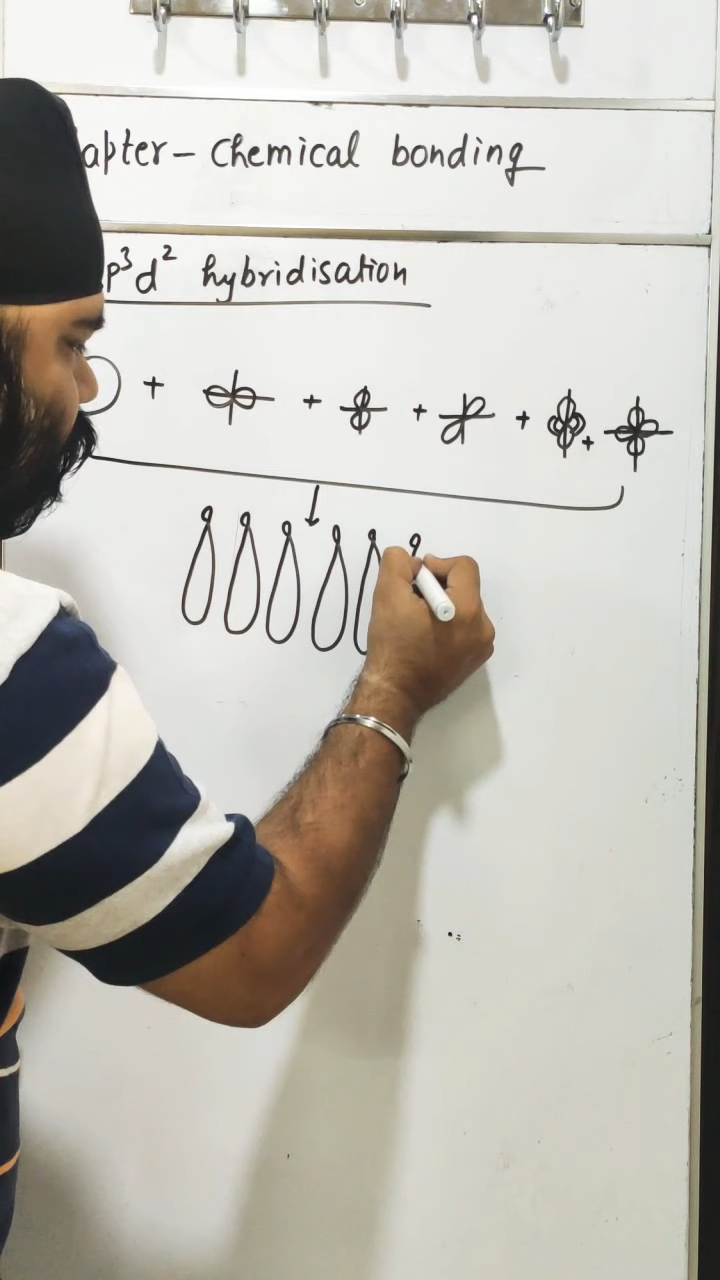 apter - Chemical bonding
p³d² hybridisation
+ + + + +